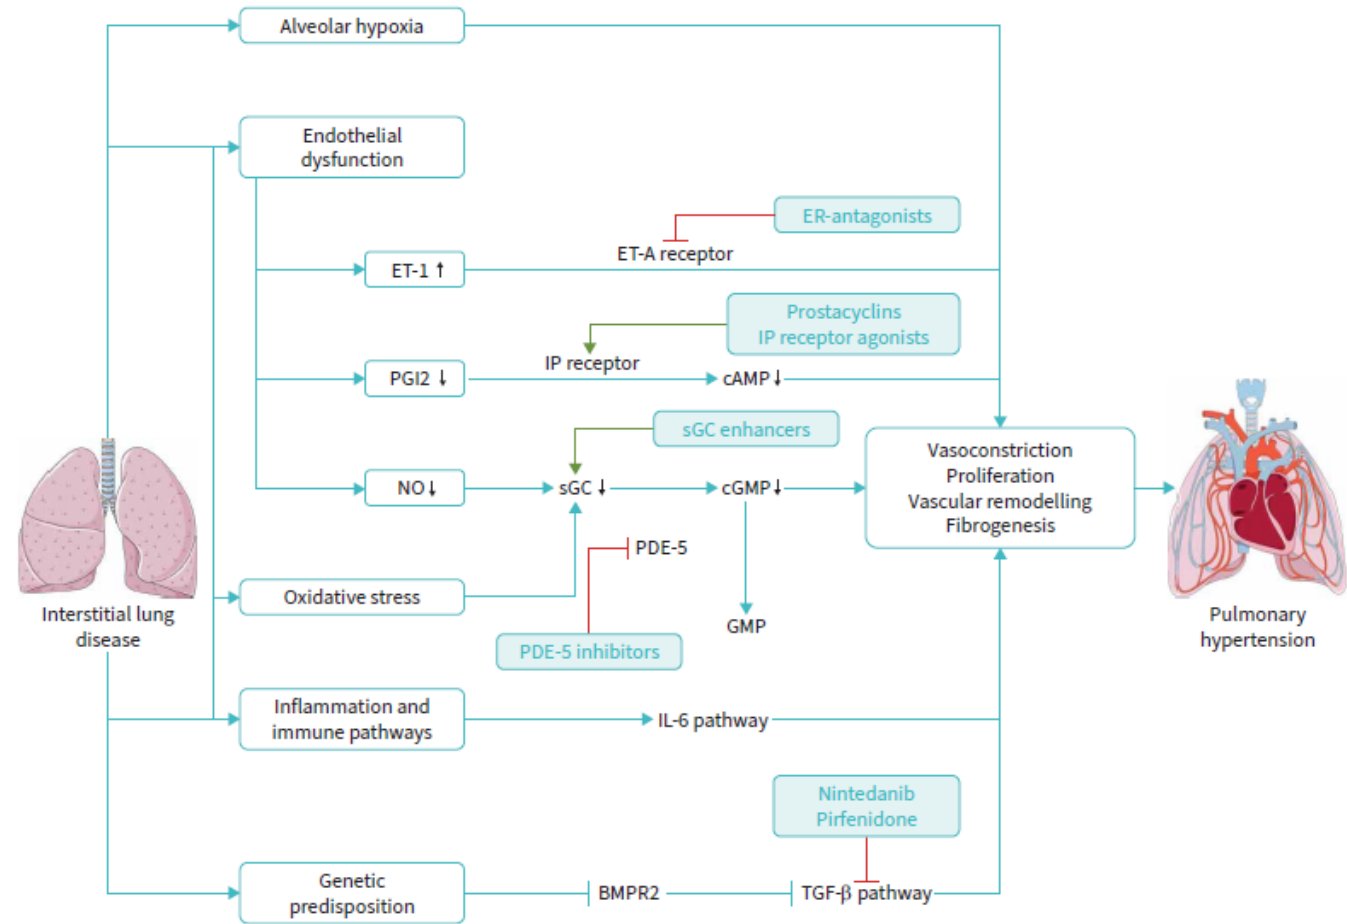 Alveolar hypoxia
Endothelial
dysfunction
ER-antagonists
ET-A receptor
ET-1 ↑
Prostacyclins
IP receptor agonists
IP receptor
PGI2 ↓
cAMP ↓
sGC enhancers
NO ↓
sGC ↓
cGMP ↓
Vasoconstriction
Proliferation
Vascular remodelling
Fibrogenesis
PDE-5
Oxidative stress
GMP
PDE-5 inhibitors
Interstitial lung
disease
Pulmonary
hypertension
Inflammation and
immune pathways
IL-6 pathway
Nintedanib
Pirfenidone
Genetic
predisposition
BMPR2
TGF-β pathway